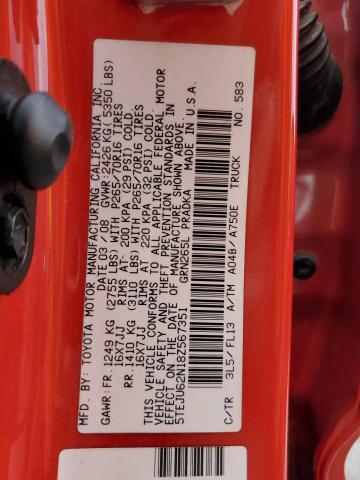 MFD. BY: TOYOTA MOTOR MANUFACTURING CALIFORNIA INC
DATE 03 / 08 GVWR: 2426 KG( 5350 LBS)
GAWR:FR. 1249 KG (2755 LBS) WITH P265/70R16 TIRES
16X7JJ RIMS AT- 200 KPA (29 PSI) COLD.
RR. 1410 KG (3110 LBS) WITH P265/70R16 TIRES
16X7JJ RIMS AT 220 KPA (32 PSI) COLD.
THIS VEHICLE CONFORMS TO ALL APPLICABLE FEDERAL MOTOR
VEHICLE SAFETY AND THEFT PREVENTION STANDARDS IN
EFFECT ON THE DATE OF MANUFACTURE SHOWN ABOVE.
5TEJU62N18Z567351 GRN265L PRADKA MADE IN U.S.A.
C/TR 3L5/ FL13 A/TM A04B/A750E TRUCK NO. 583